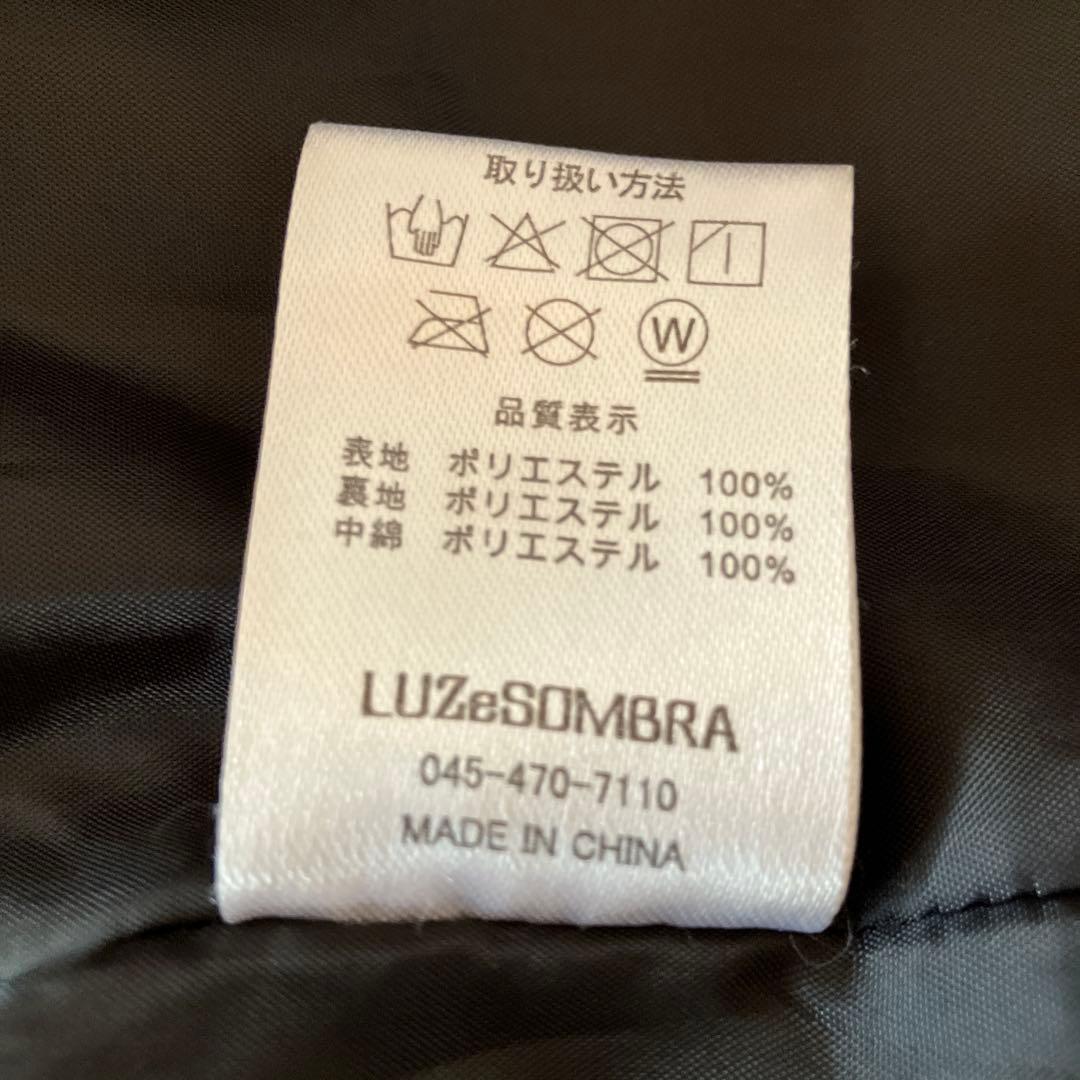 取り扱い方法
W
品質表示
表地 ポリエステル 100%
裏地 ポリエステル 100%
中綿 ポリエステル 100%
LUZeSOMBRA
045-470-7110
MADE IN CHINA